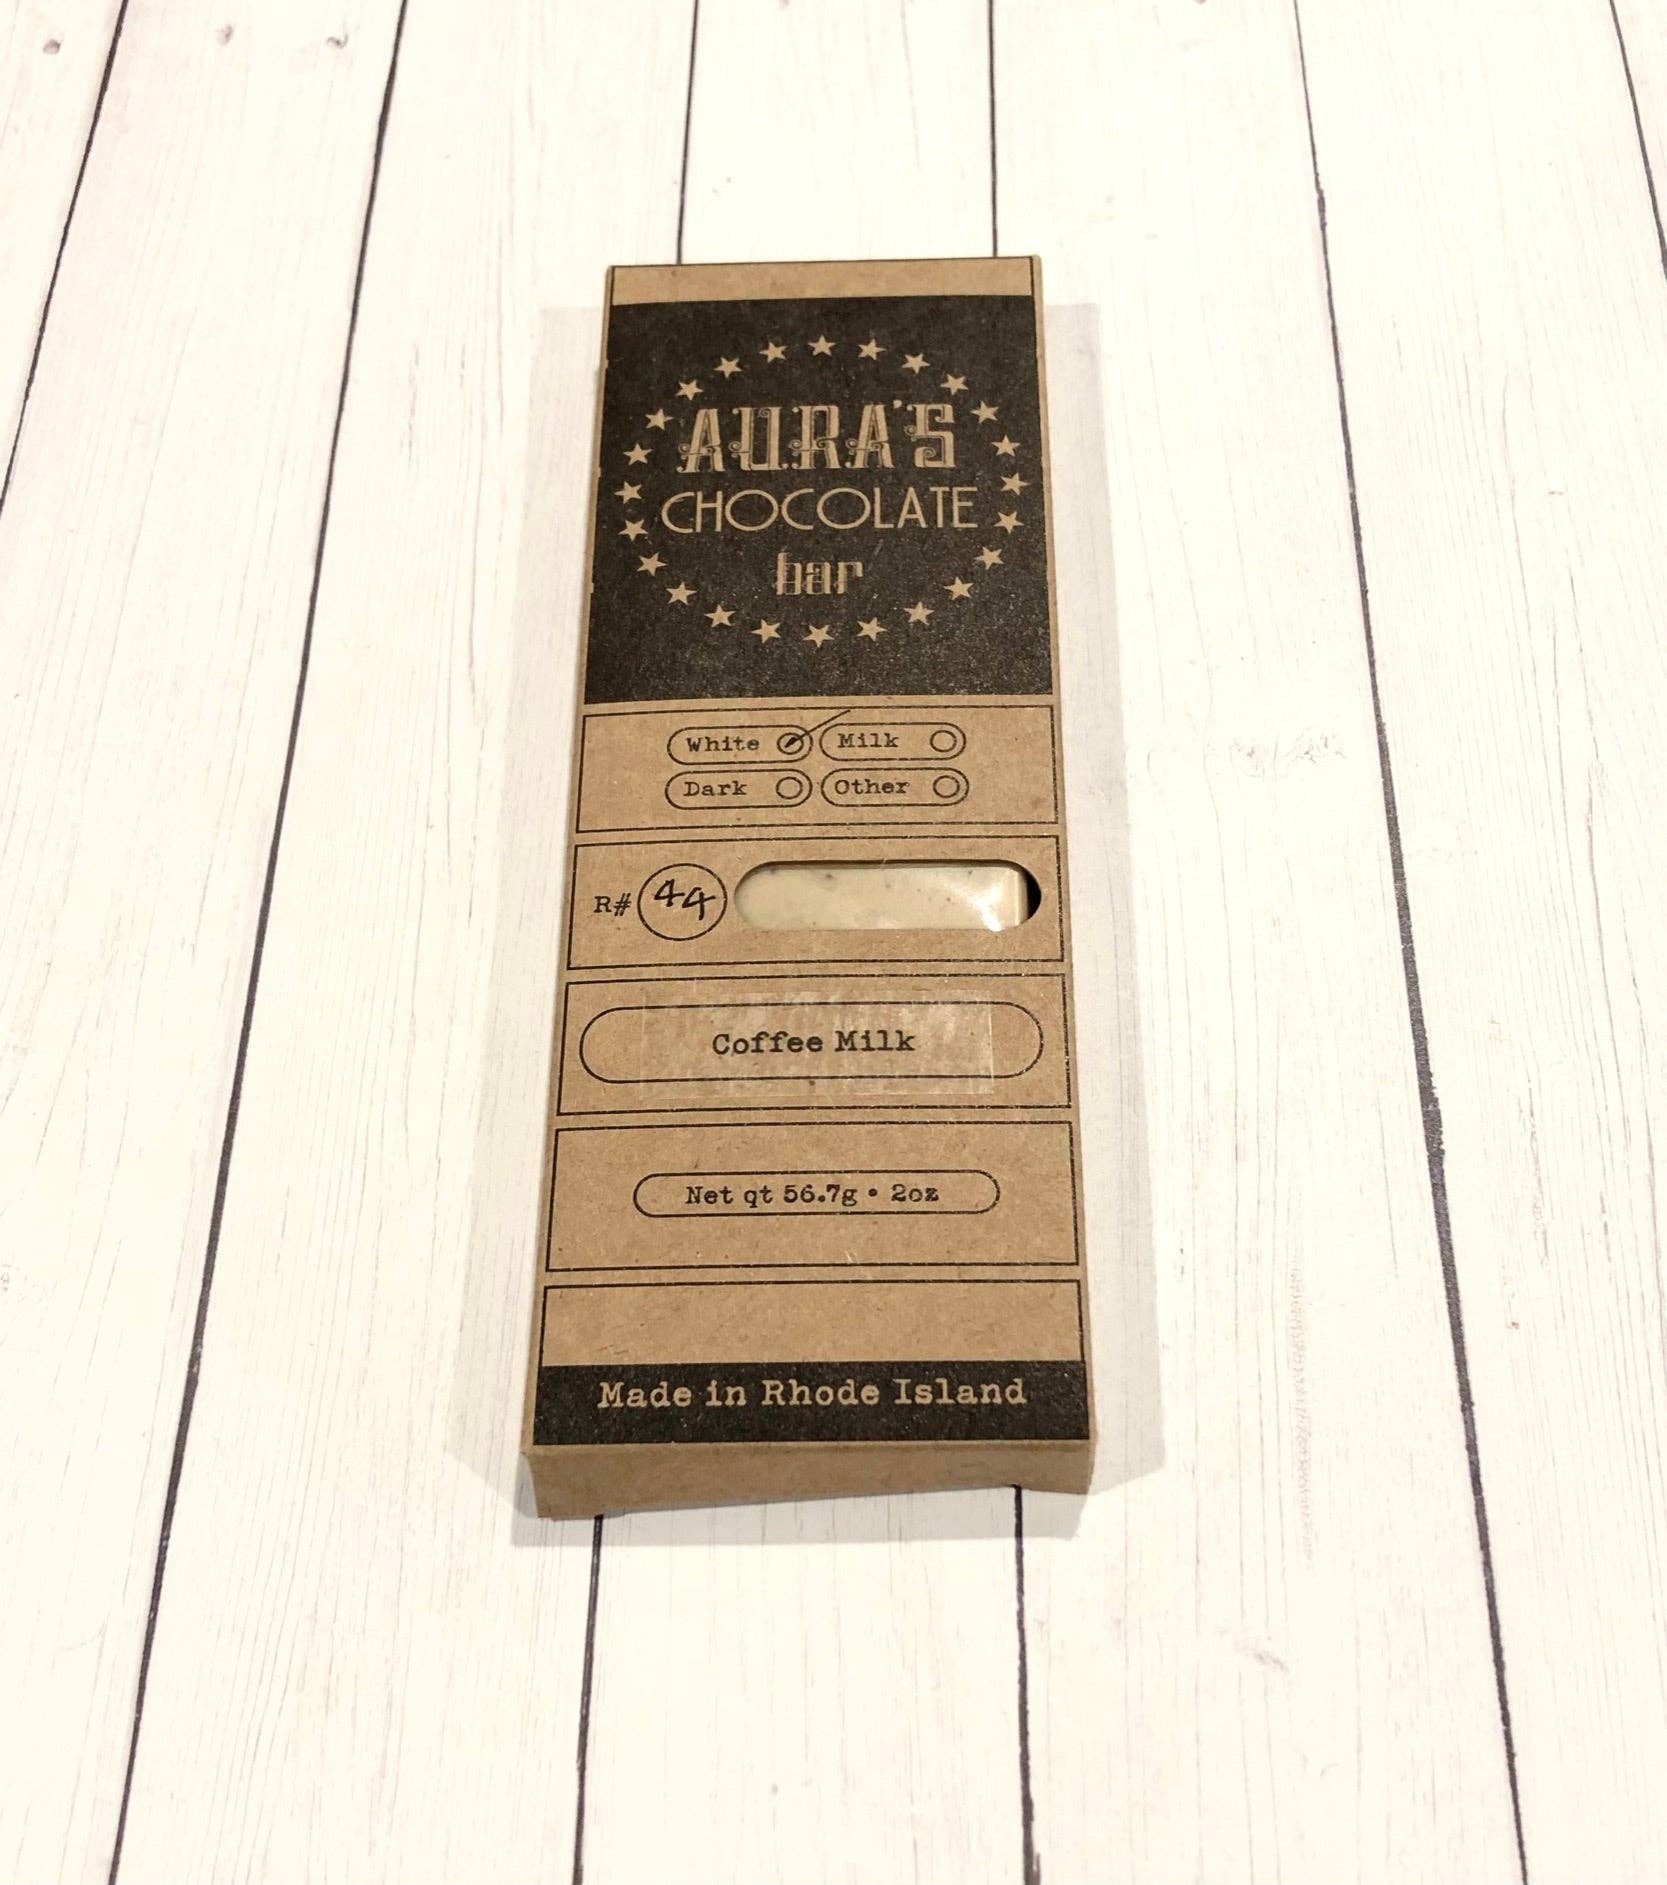 AURA'S
CHOCOLATE
bar
White Milk
Dark Other
R# 44
Coffee Milk
Net qt 56.7g • 2oz
Made in Rhode Island